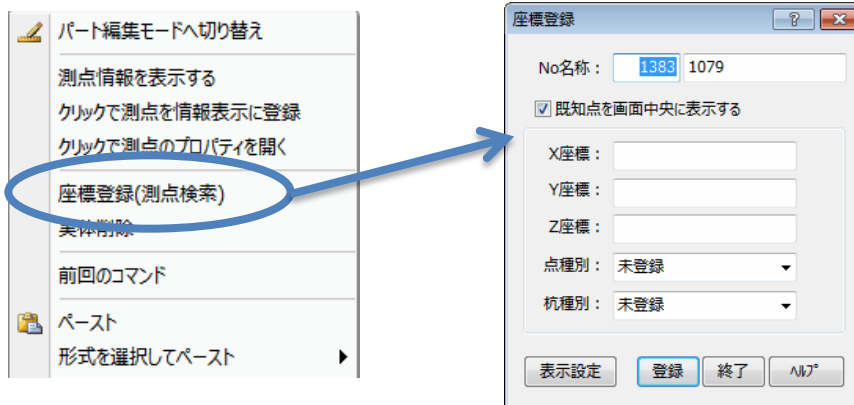 パート編集モードへ切り替え
測点情報を表示する
クリックで測点を情報表示に登録
クリックで測点のプロパティを開く
座標登録(測点検索)
実体削除
前回のコマンド
ペースト
形式を選択してペースト
座標登録
No名称： 1383 1079
既知点を画面中央に表示する
X座標：
Y座標：
Z座標：
点種別： 未登録
杭種別： 未登録
表示設定 登録 終了 ﾍﾙﾌﾟ